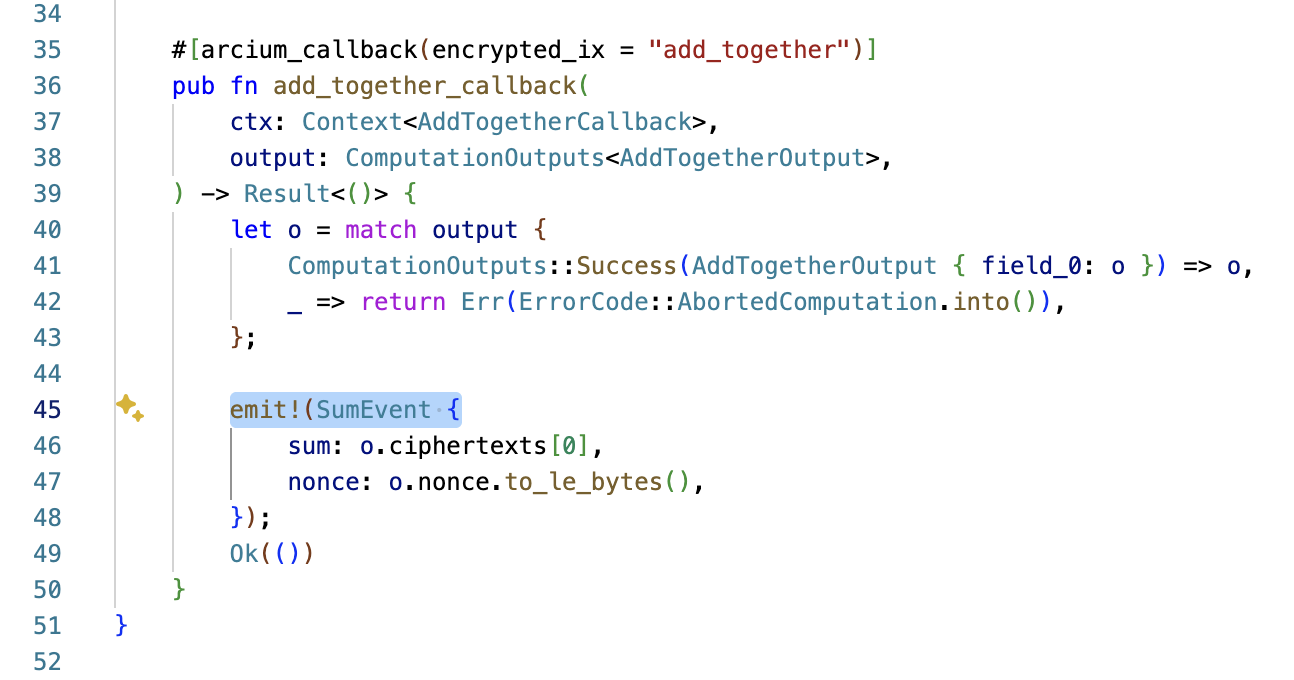 34
35 #[arcium_callback(encrypted_ix = "add_together")]
36 pub fn add_together_callback(
37 ctx: Context<AddTogetherCallback>,
38 output: ComputationOutputs<AddTogetherOutput>,
39 ) -> Result<()> {
40 let o = match output {
41 ComputationOutputs::Success(AddTogetherOutput { field_0: o }) => o,
42 _ => return Err(ErrorCode::AbortedComputation.into()),
43 };
44
45 emit!(SumEvent {
46 sum: o.ciphertexts[0],
47 nonce: o.nonce.to_le_bytes(),
48 });
49 Ok(())
50 }
51 }
52